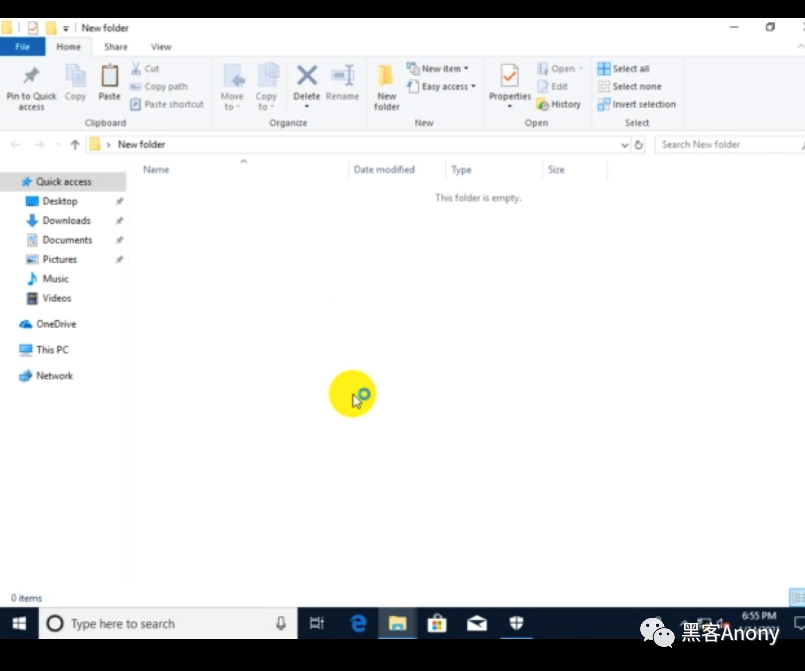 New folder
File Home Share View
Pin to Quick access
Copy
Paste
Cut
Copy path
Paste shortcut
Clipboard
Move to
Copy to
Delete
Rename
Organize
New folder
New item
Easy access
New
Properties
Open
Edit
History
Open
Select all
Select none
Invert selection
Select
New folder
Search New folder
Name Date modified Type Size
This folder is empty.
Quick access
Desktop
Downloads
Documents
Pictures
Music
Videos
OneDrive
This PC
Network
0 items
Type here to search
6:55 PM
黑客Anony